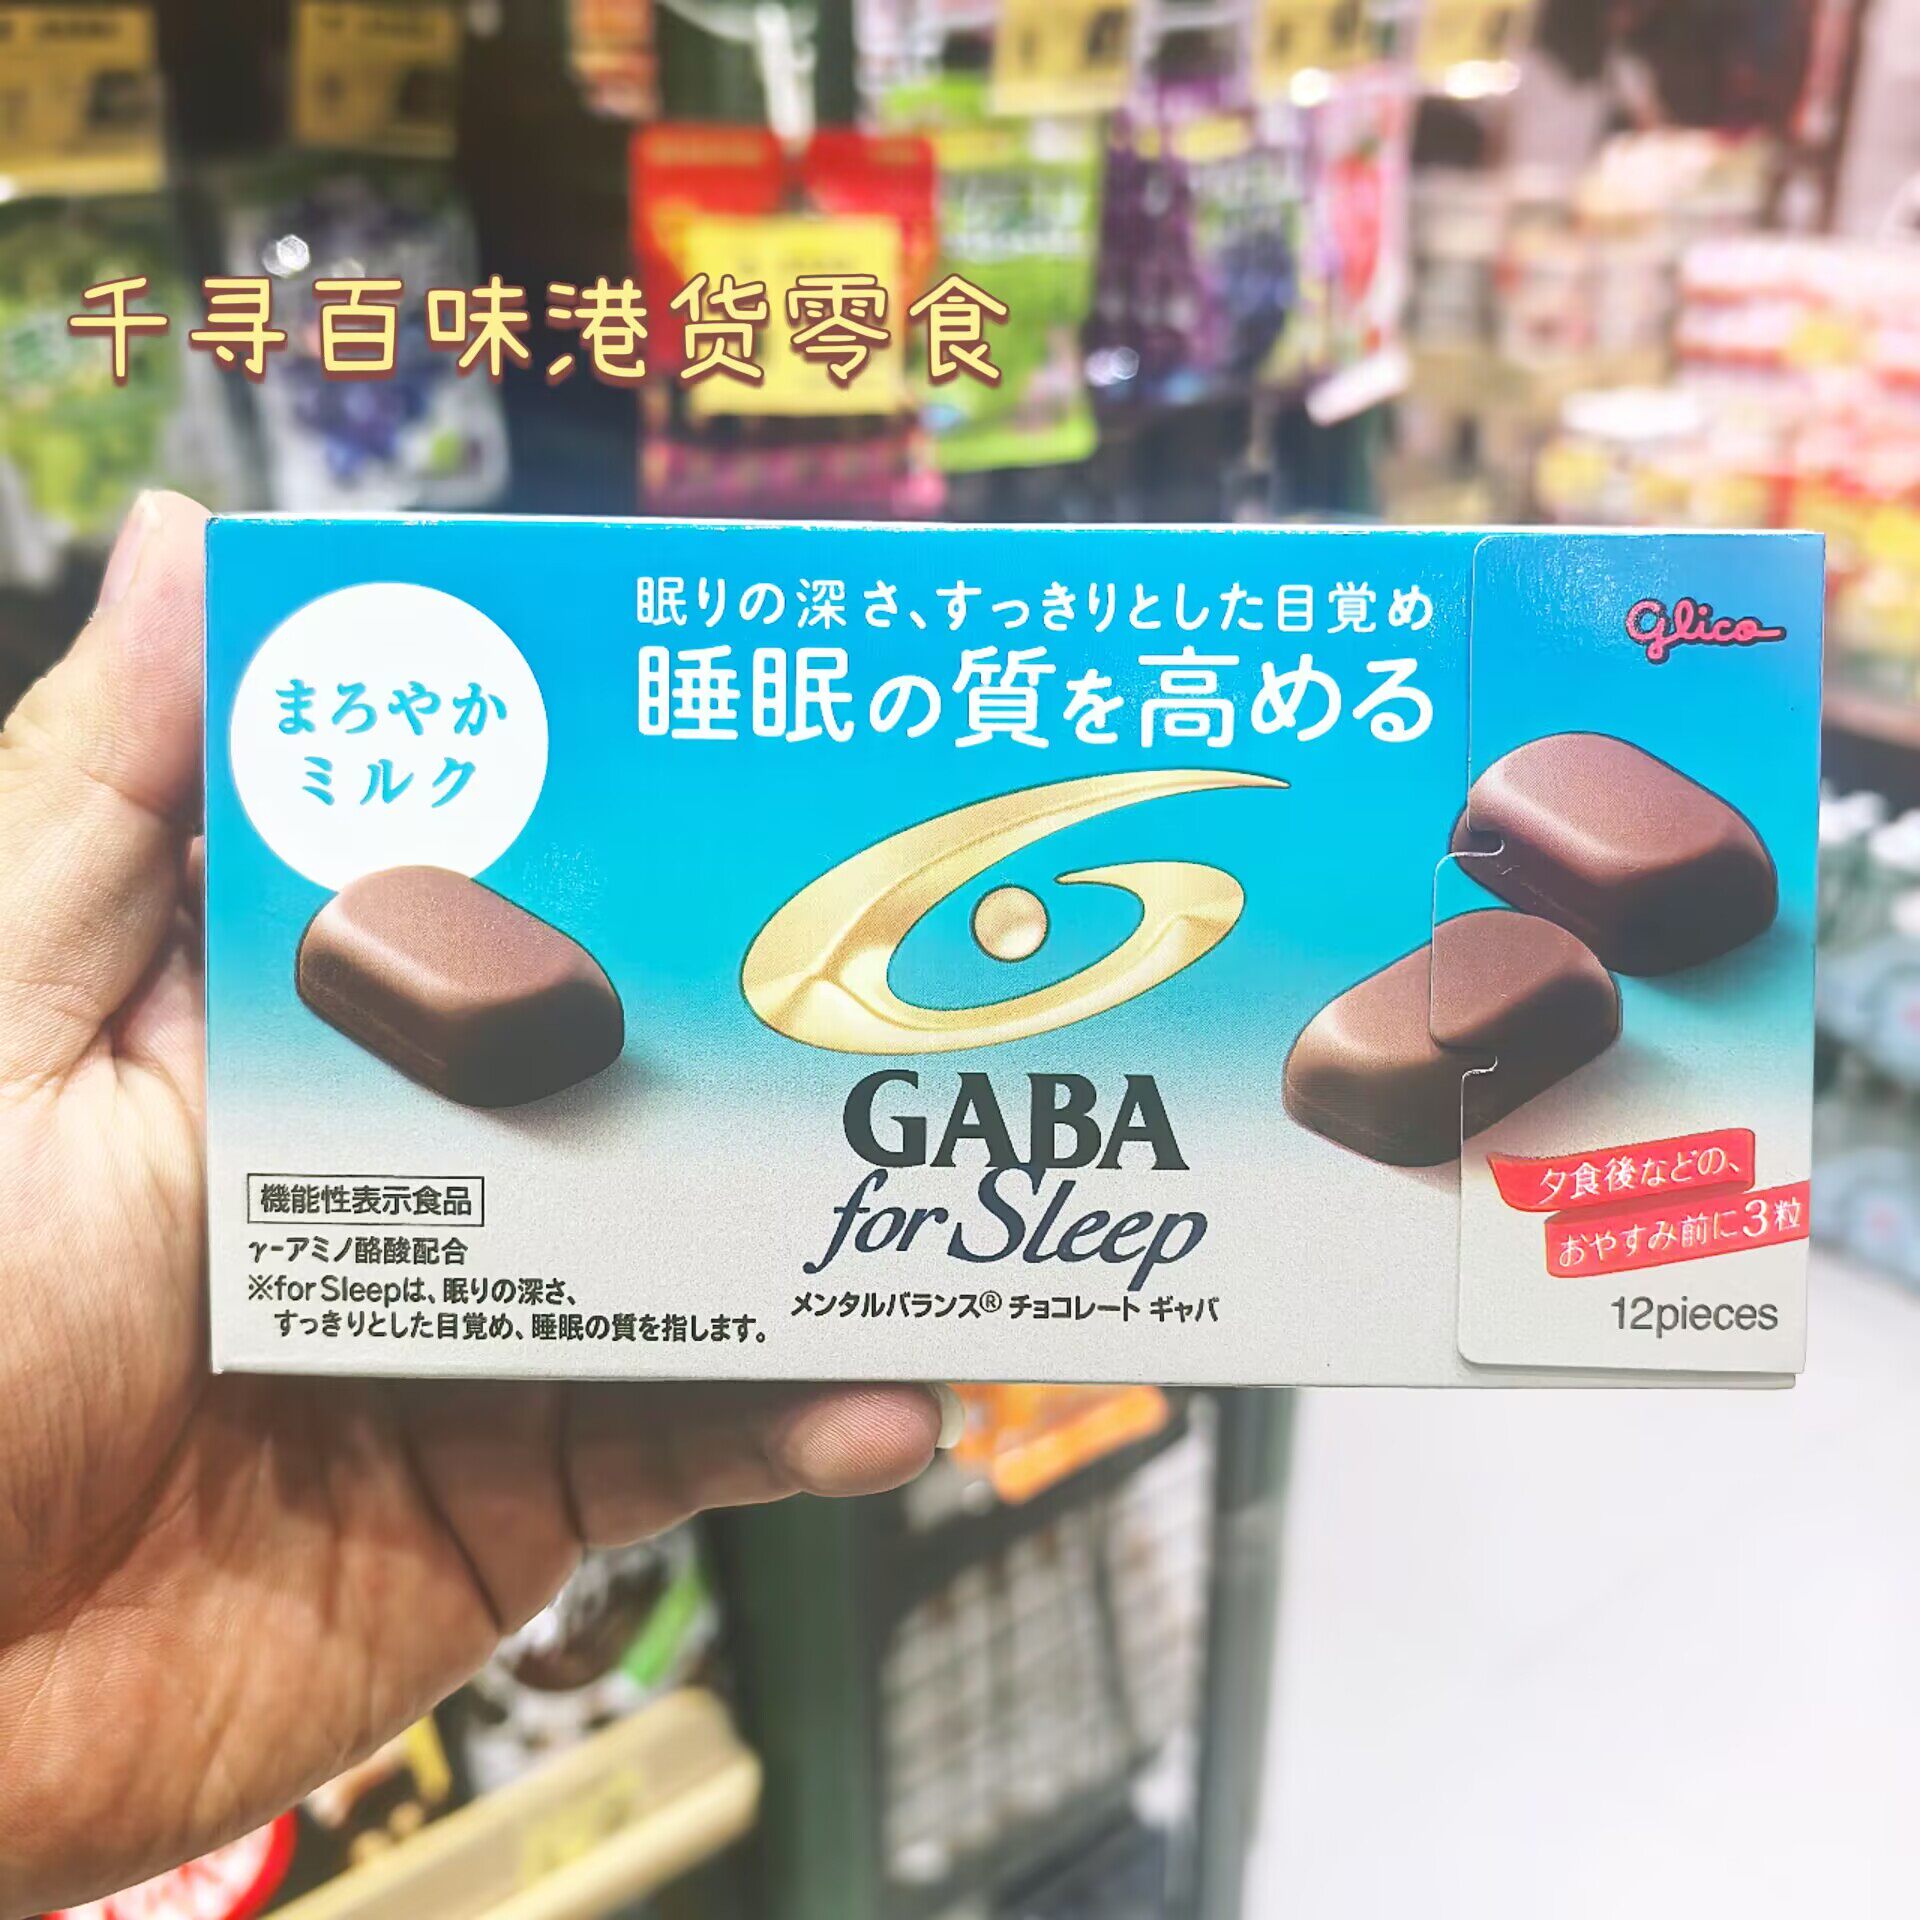 千寻百味港货零食
眠りの深さ、すっきりとした目覚め
睡眠の質を高める
Glico
まろやか
ミルク
GABA
for Sleep
メンタルバランス® チョコレート ギャバ
機能性表示食品
γ-アミノ酪酸配合
※for Sleepは、眠りの深さ、
すっきりとした目覚め、睡眠の質を指します。
夕食後などの、
おやすみ前に3粒
12pieces